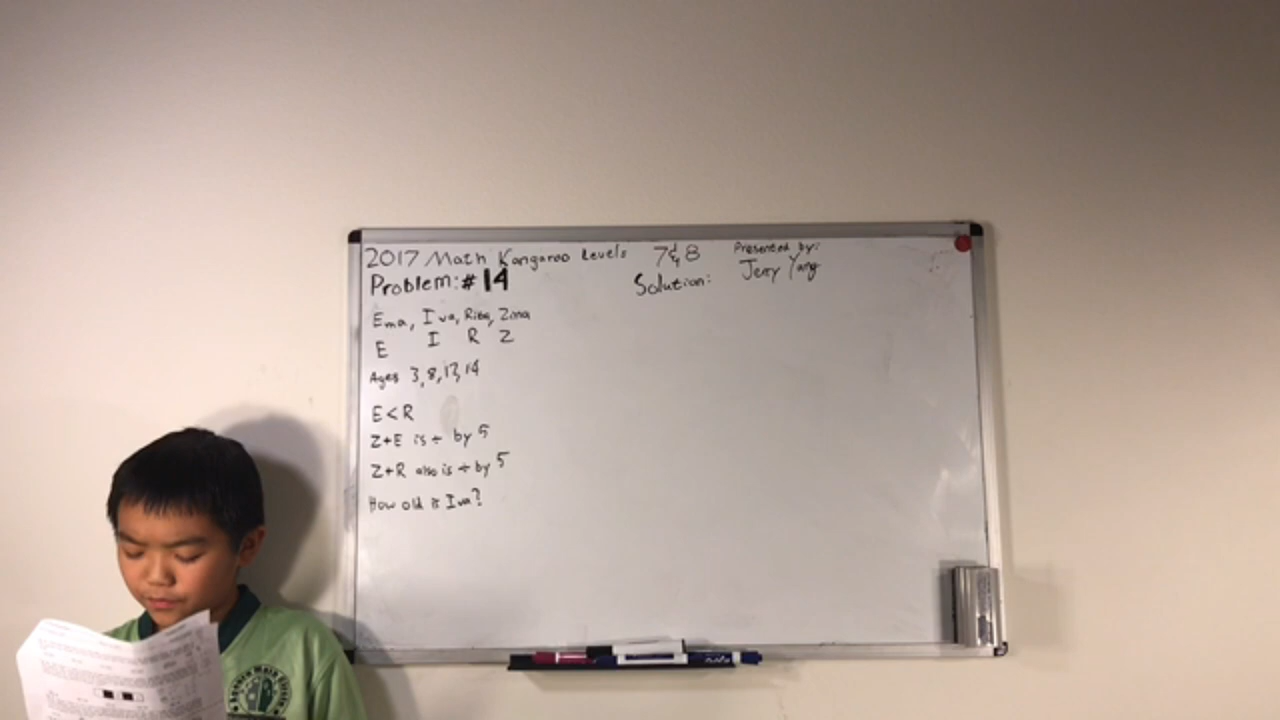 2017 Math Kangaroo Levels 7 & 8
Problem: # 14
Ema, Iva, Rita, Zina
E I R Z
Ages 3, 8, 12, 14
E < R
Z+E is ÷ by 5
Z+R also is ÷ by 5
How old is Iva?
Solution:
Presented by:
Jerry Yang